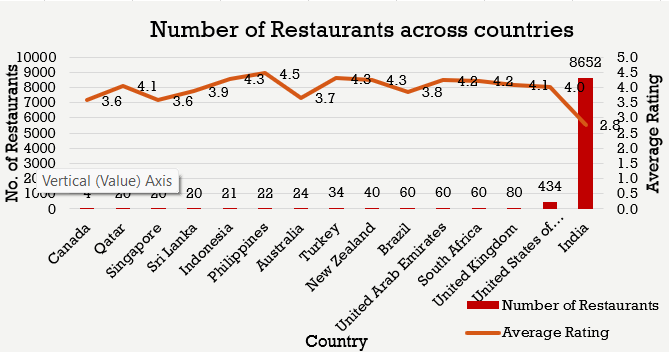 Number of Restaurants across countries
No. of Restaurants
10000
9000
8000
7000
6000
5000
4000
3000
1000
0
Vertical (Value) Axis
5.0
4.5
4.0
3.5
3.0
2.5
2.0
1.5
1.0
0.5
0.0
Average Rating
3.6
4.1
3.6
3.9
4.3
4.5
3.7
4.3
4.3
3.8
4.2
4.2
4.1
4.0
2.8
4
20
20
20
21
22
24
34
40
60
60
60
80
434
8652
Canada
Qatar
Singapore
Sri Lanka
Indonesia
Philippines
Australia
Turkey
New Zealand
Brazil
United Arab Emirates
South Africa
United Kingdom
United States of...
India
Country
Number of Restaurants
Average Rating